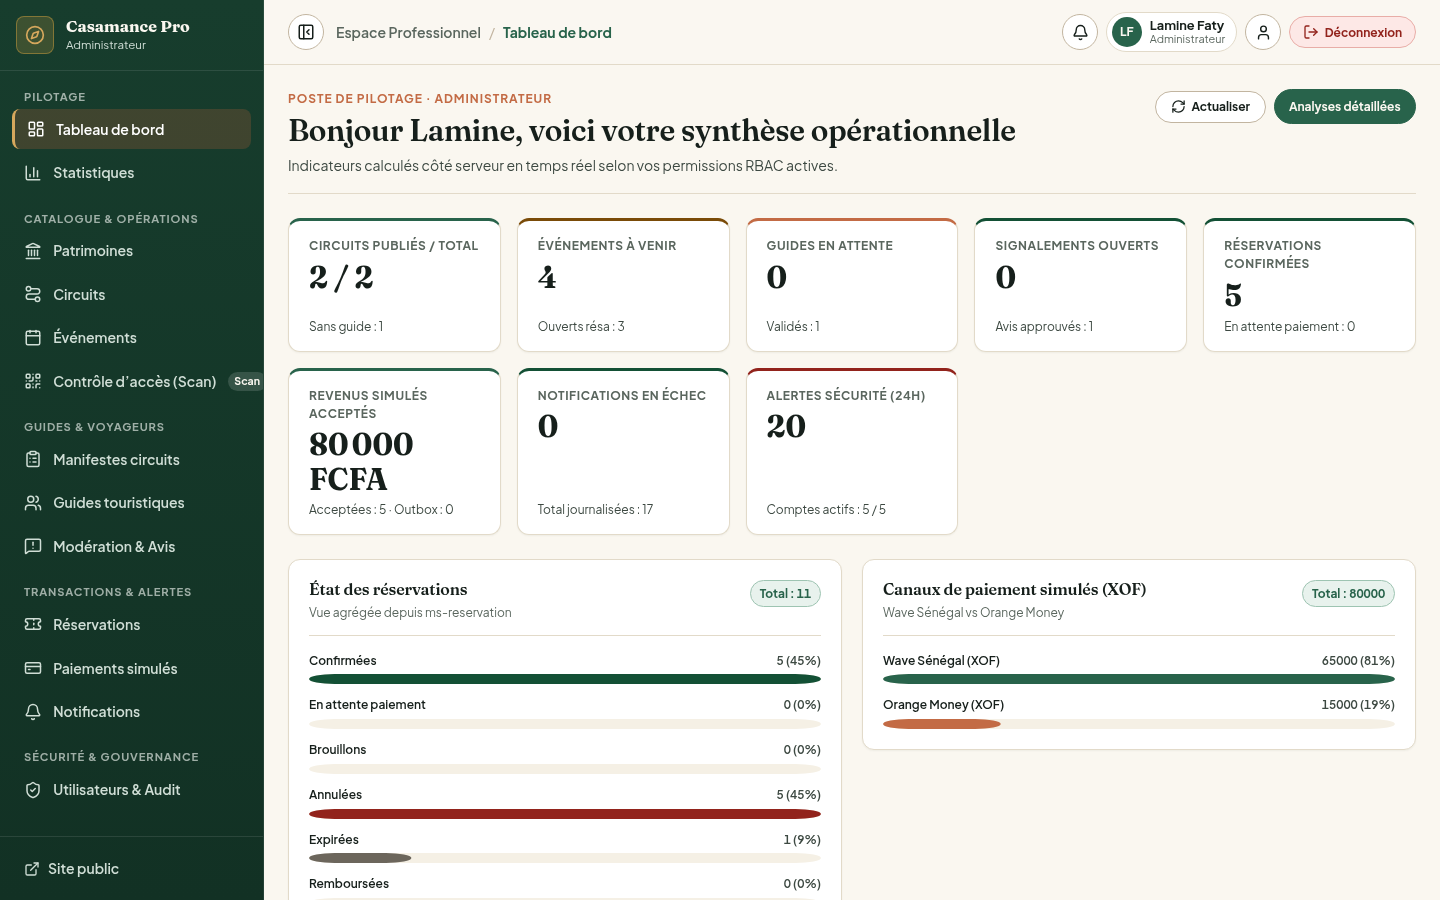 Casamance Pro
Administrateur
PILOTAGE
Tableau de bord
Statistiques
CATALOGUE & OPÉRATIONS
Patrimoines
Circuits
Événements
Contrôle d’accès (Scan) Scan
GUIDES & VOYAGEURS
Manifestes circuits
Guides touristiques
Modération & Avis
TRANSACTIONS & ALERTES
Réservations
Paiements simulés
Notifications
SÉCURITÉ & GOUVERNANCE
Utilisateurs & Audit
Site public
Espace Professionnel / Tableau de bord
LF
Lamine Faty
Administrateur
Déconnexion
POSTE DE PILOTAGE · ADMINISTRATEUR
Bonjour Lamine, voici votre synthèse opérationnelle
Indicateurs calculés côté serveur en temps réel selon vos permissions RBAC actives.
Actualiser
Analyses détaillées
CIRCUITS PUBLIÉS / TOTAL
2 / 2
Sans guide : 1
ÉVÉNEMENTS À VENIR
4
Ouverts résa : 3
GUIDES EN ATTENTE
0
Validés : 1
SIGNALEMENTS OUVERTS
0
Avis approuvés : 1
RÉSERVATIONS
CONFIRMÉES
5
En attente paiement : 0
REVENUS SIMULÉS
ACCEPTÉS
80 000
FCFA
Acceptées : 5 · Outbox : 0
NOTIFICATIONS EN ÉCHEC
0
Total journalisées : 17
ALERTES SÉCURITÉ (24H)
20
Comptes actifs : 5 / 5
État des réservations
Vue agrégée depuis ms-reservation
Total : 11
Confirmées 5 (45%)
En attente paiement 0 (0%)
Brouillons 0 (0%)
Annulées 5 (45%)
Expirées 1 (9%)
Remboursées 0 (0%)
Canaux de paiement simulés (XOF)
Wave Sénégal vs Orange Money
Total : 80000
Wave Sénégal (XOF) 65000 (81%)
Orange Money (XOF) 15000 (19%)